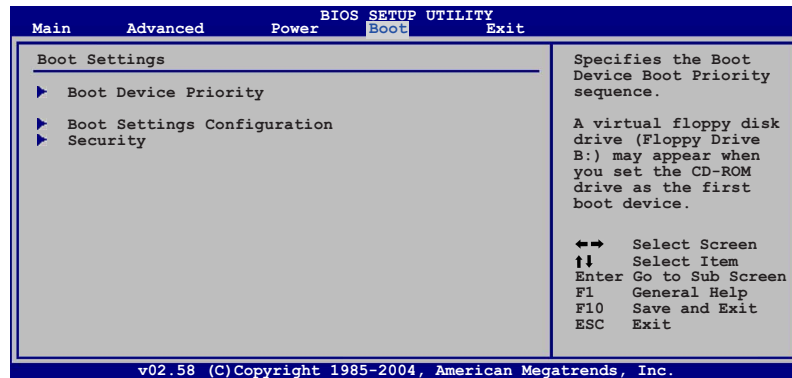 BIOS SETUP UTILITY
Main Advanced Power Boot Exit
Boot Settings
Boot Device Priority
Boot Settings Configuration
Security
Specifies the Boot
Device Boot Priority
sequence.
A virtual floppy disk
drive (Floppy Drive
B:) may appear when
you set the CD-ROM
drive as the first
boot device.
←→ Select Screen
↑↓ Select Item
Enter Go to Sub Screen
F1 General Help
F10 Save and Exit
ESC Exit
v02.58 (C)Copyright 1985-2004, American Megatrends, Inc.